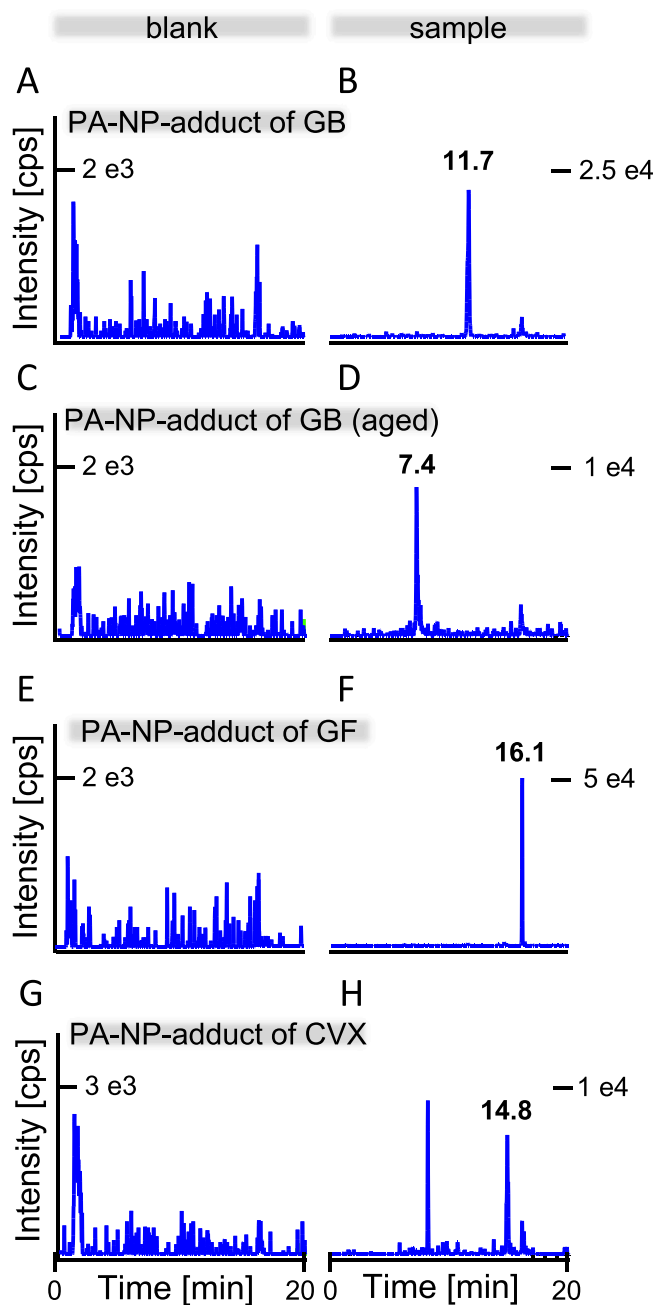 blank sample
A B
PA-NP-adduct of GB
2 e3 11.7 2.5 e4
Intensity [cps]
C D
PA-NP-adduct of GB (aged)
2 e3 7.4 1 e4
Intensity [cps]
E F
PA-NP-adduct of GF
2 e3 16.1 5 e4
Intensity [cps]
G H
PA-NP-adduct of CVX
3 e3 14.8 1 e4
Intensity [cps]
0 Time [min] 20 0 Time [min] 20